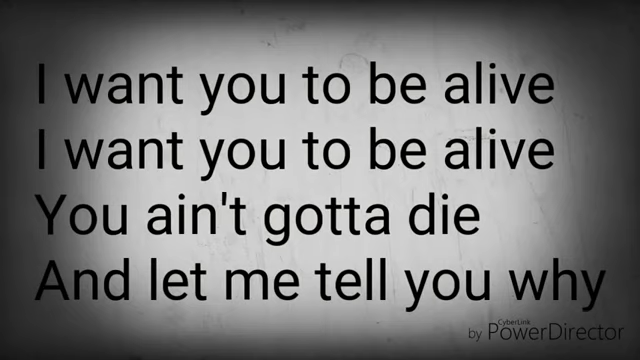 I want you to be alive
I want you to be alive
You ain't gotta die
And let me tell you why
CyberLink
by PowerDirector